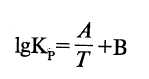 lgK_P = A/T + B